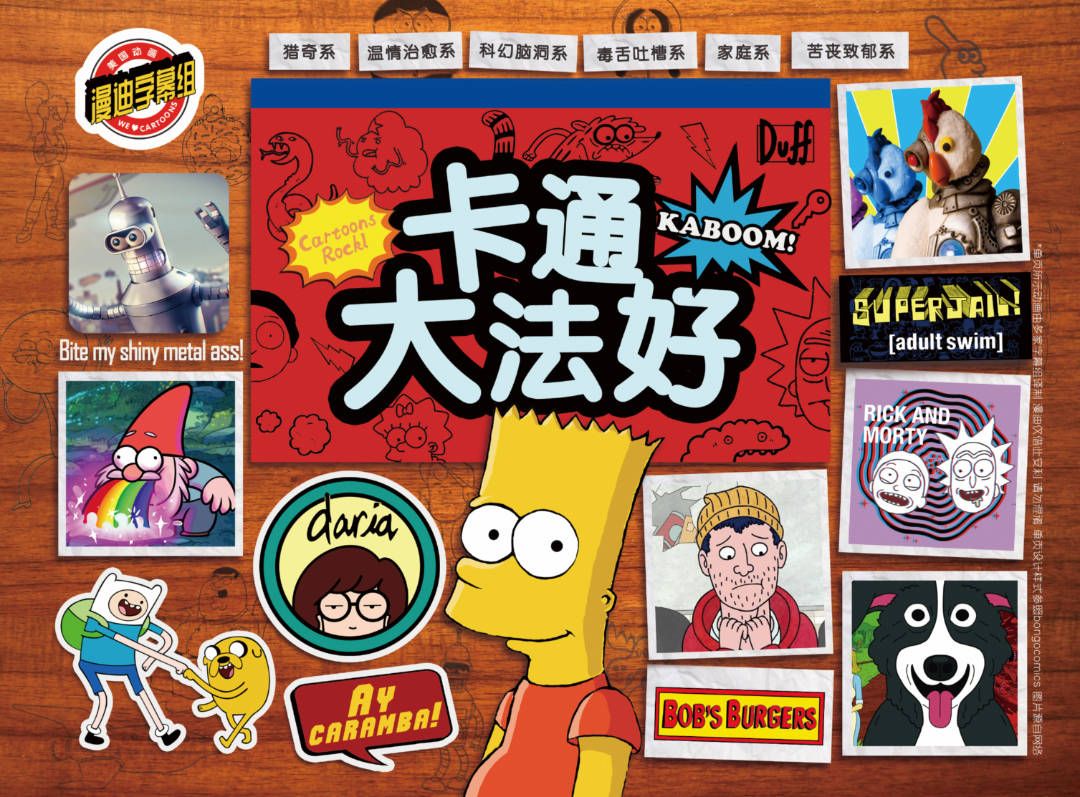 猎奇系
温情治愈系
科幻脑洞系
毒舌吐槽系
家庭系
苦丧致郁系
美国动画
漫迪字幕组
WE CARTOONS
Duff
Cartoons
Rock!
KABOOM!
卡通
大法好
Bite my shiny metal ass!
SUPERJAIL!
[adult swim]
RICK AND
MORTY
daria
AY
CARAMBA!
BOB'S BURGERS